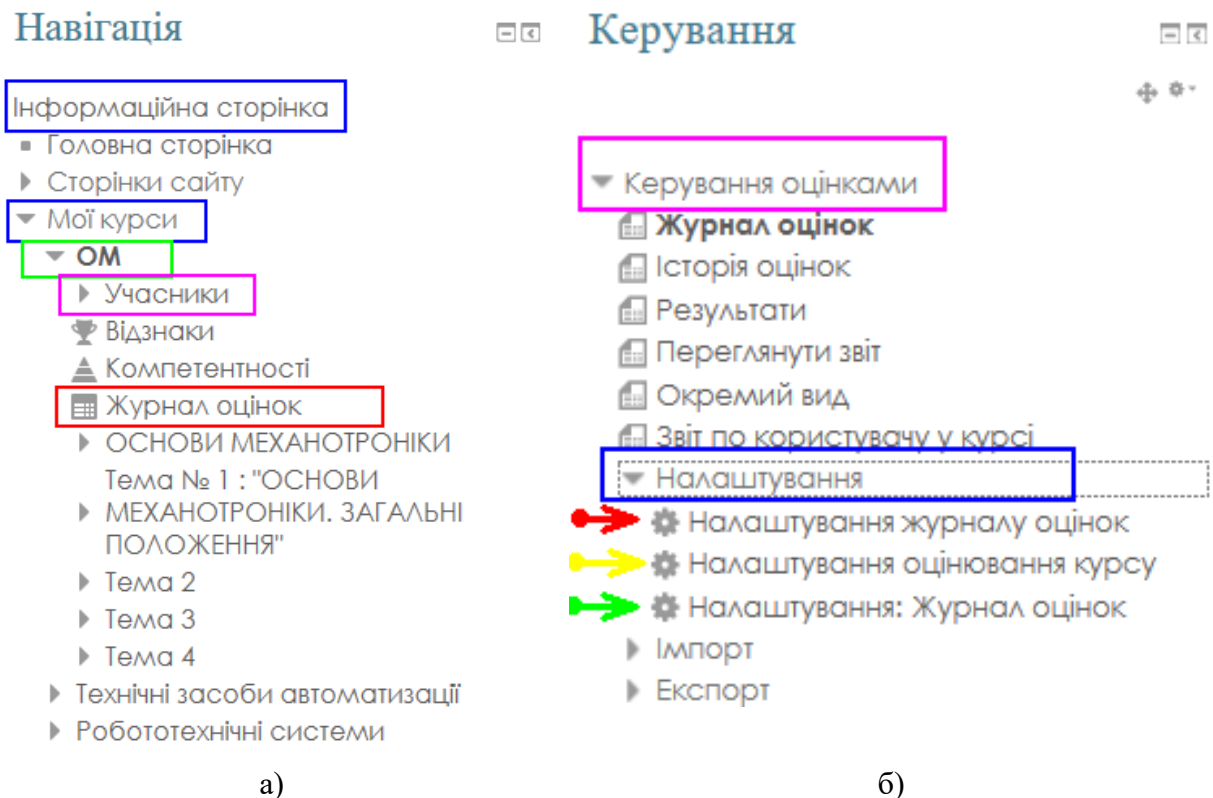 Навігація
Інформаційна сторінка
Головна сторінка
Сторінки сайту
Мої курси
ОМ
Учасники
Відзнаки
Компетентності
Журнал оцінок
ОСНОВИ МЕХАНОТРОНІКИ
Тема № 1 : "ОСНОВИ
МЕХАНОТРОНІКИ. ЗАГАЛЬНІ
ПОЛОЖЕННЯ"
Тема 2
Тема 3
Тема 4
Технічні засоби автоматизації
Робототехнічні системи
а)
Керування
Керування оцінками
Журнал оцінок
Історія оцінок
Результати
Переглянути звіт
Окремий вид
Звіт по користувачу у курсі
Налаштування
Налаштування журналу оцінок
Налаштування оцінювання курсу
Налаштування: Журнал оцінок
Імпорт
Експорт
б)